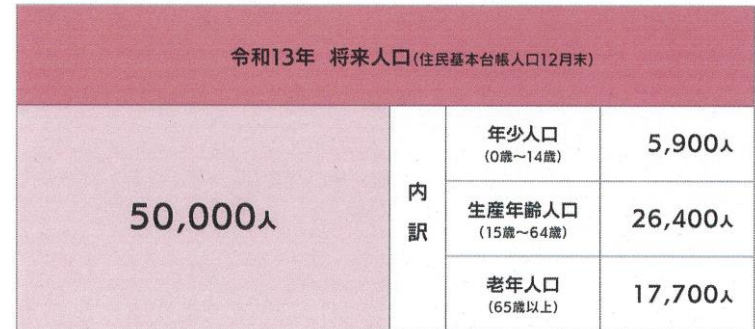 令和13年 将来人口(住民基本台帳人口12月末)
50,000人
内訳
年少人口
(0歳～14歳)
5,900人
生産年齢人口
(15歳～64歳)
26,400人
老年人口
(65歳以上)
17,700人